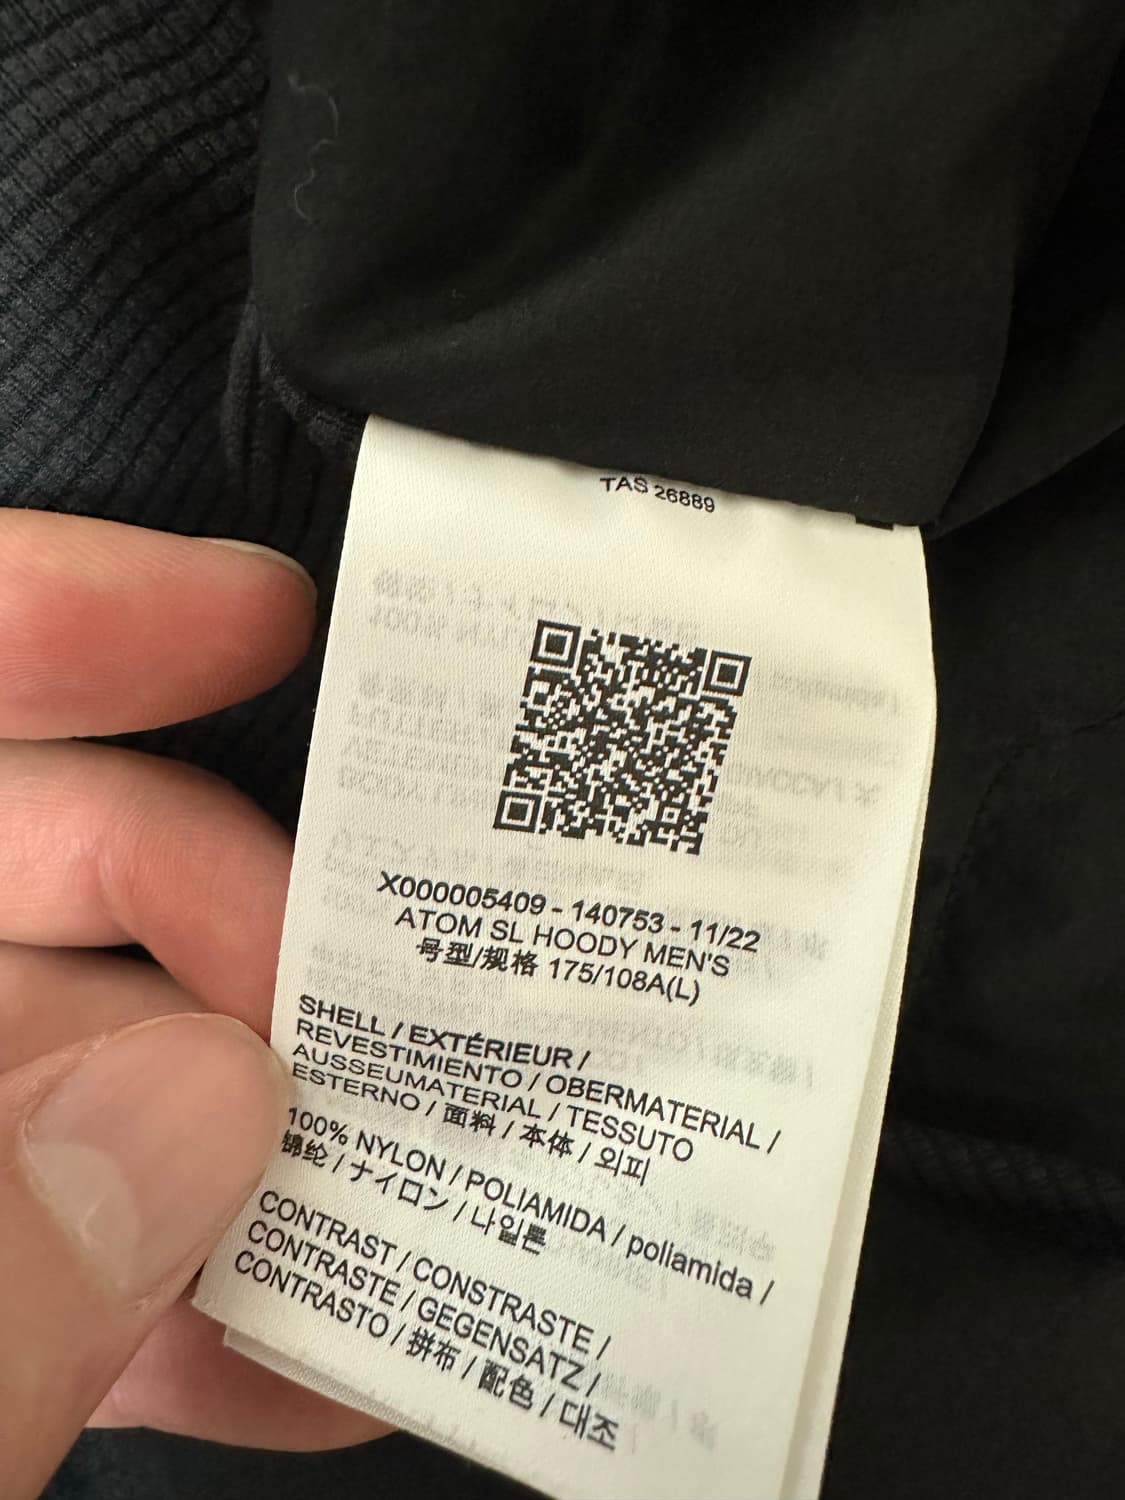 TAS 26889
X000005409 - 140753 - 11/22
ATOM SL HOODY MEN'S
号型/规格 175/108A(L)
SHELL / EXTÉRIEUR /
REVESTIMIENTO / OBERMATERIAL /
AUSSEUMATERIAL / TESSUTO
ESTERNO / 面料 / 本体 / 외피
100% NYLON / POLIAMIDA / poliamida /
锦纶 / ナイロン / 나일론
CONTRAST / CONSTRASTE /
CONTRASTE / GEGENSATZ /
CONTRASTO / 拼布 / 配色 / 대조